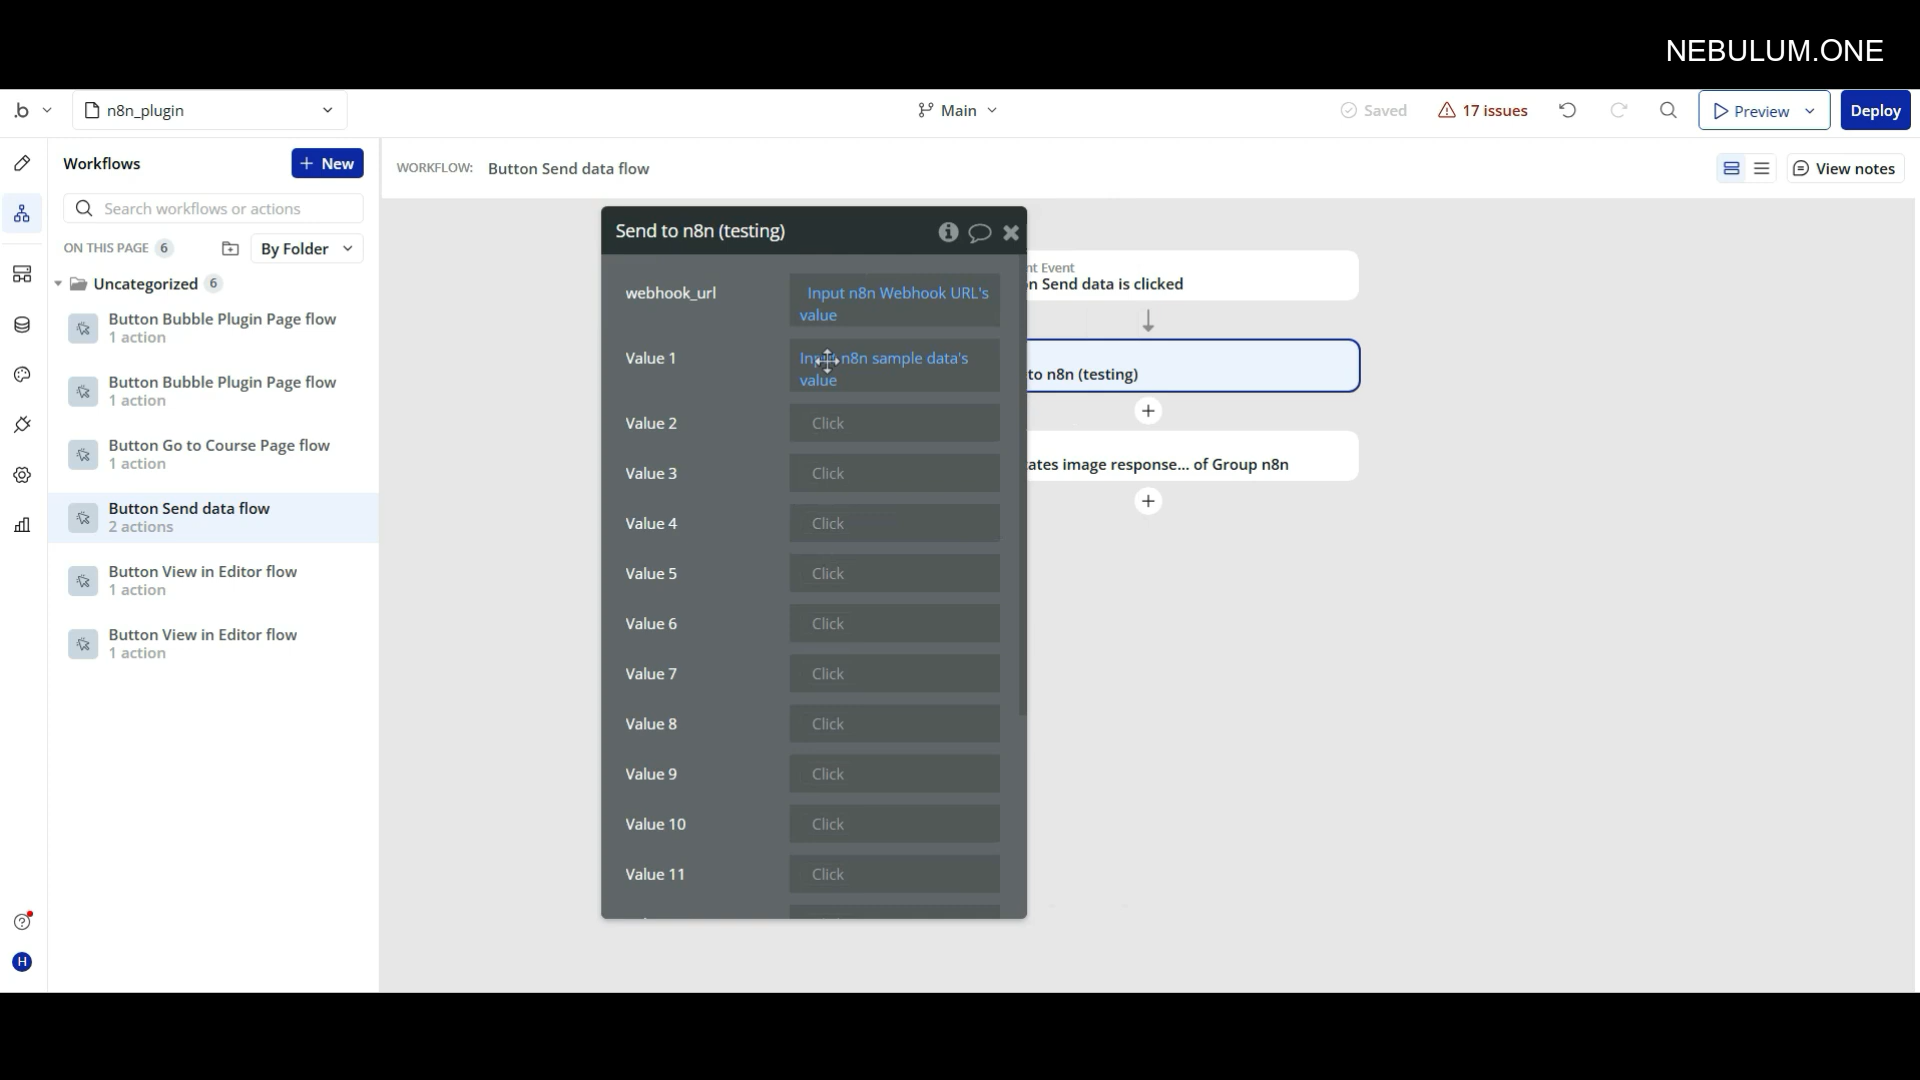 NEBULUM.ONE
.b
n8n_plugin
Main
Saved
17 issues
Preview
Deploy
Workflows
+ New
Search workflows or actions
ON THIS PAGE 6
By Folder
Uncategorized 6
Button Bubble Plugin Page flow
1 action
Button Bubble Plugin Page flow
1 action
Button Go to Course Page flow
1 action
Button Send data flow
2 actions
Button View in Editor flow
1 action
Button View in Editor flow
1 action
H
WORKFLOW: Button Send data flow
View notes
Send to n8n (testing)
webhook_url
Input n8n Webhook URL's
value
Value 1
Input n8n sample data's
value
Value 2
Click
Value 3
Click
Value 4
Click
Value 5
Click
Value 6
Click
Value 7
Click
Value 8
Click
Value 9
Click
Value 10
Click
Value 11
Click
nt Event
n Send data is clicked
to n8n (testing)
ates image response... of Group n8n